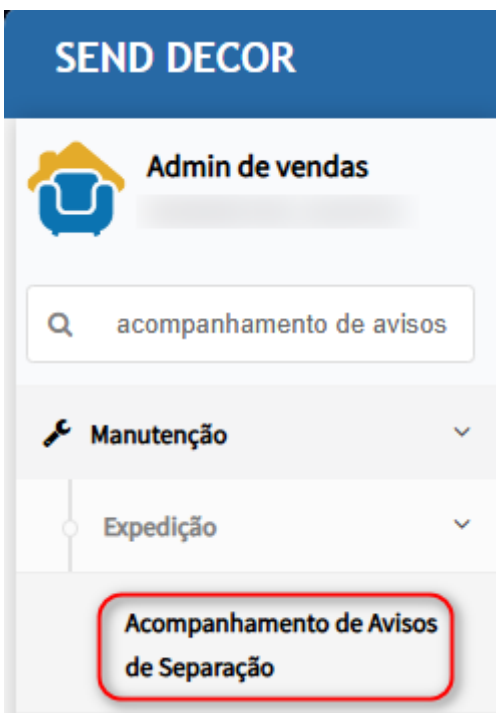 SEND DECOR
Admin de vendas
acompanhamento de avisos
Manutenção
Expedição
Acompanhamento de Avisos
de Separação